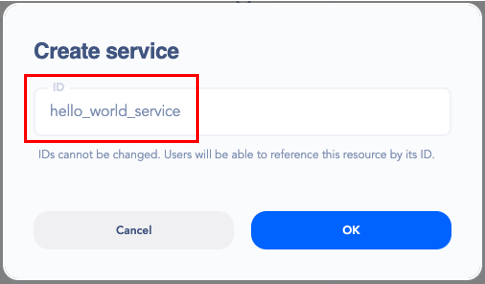 Create service
ID
hello_world_service
IDs cannot be changed. Users will be able to reference this resource by its ID.
Cancel
OK